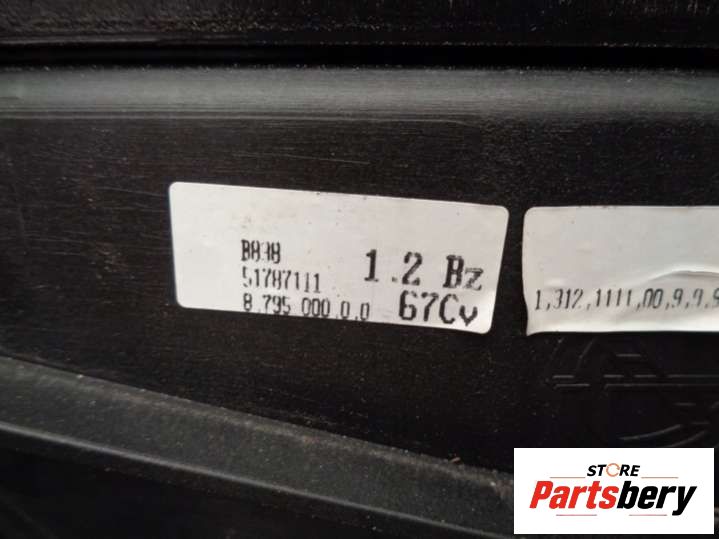 B838
51787111
8.795.000.0.0
1.2 Bz
67Cv
1,312,1111,00,9,9,9
STORE
Partsbery